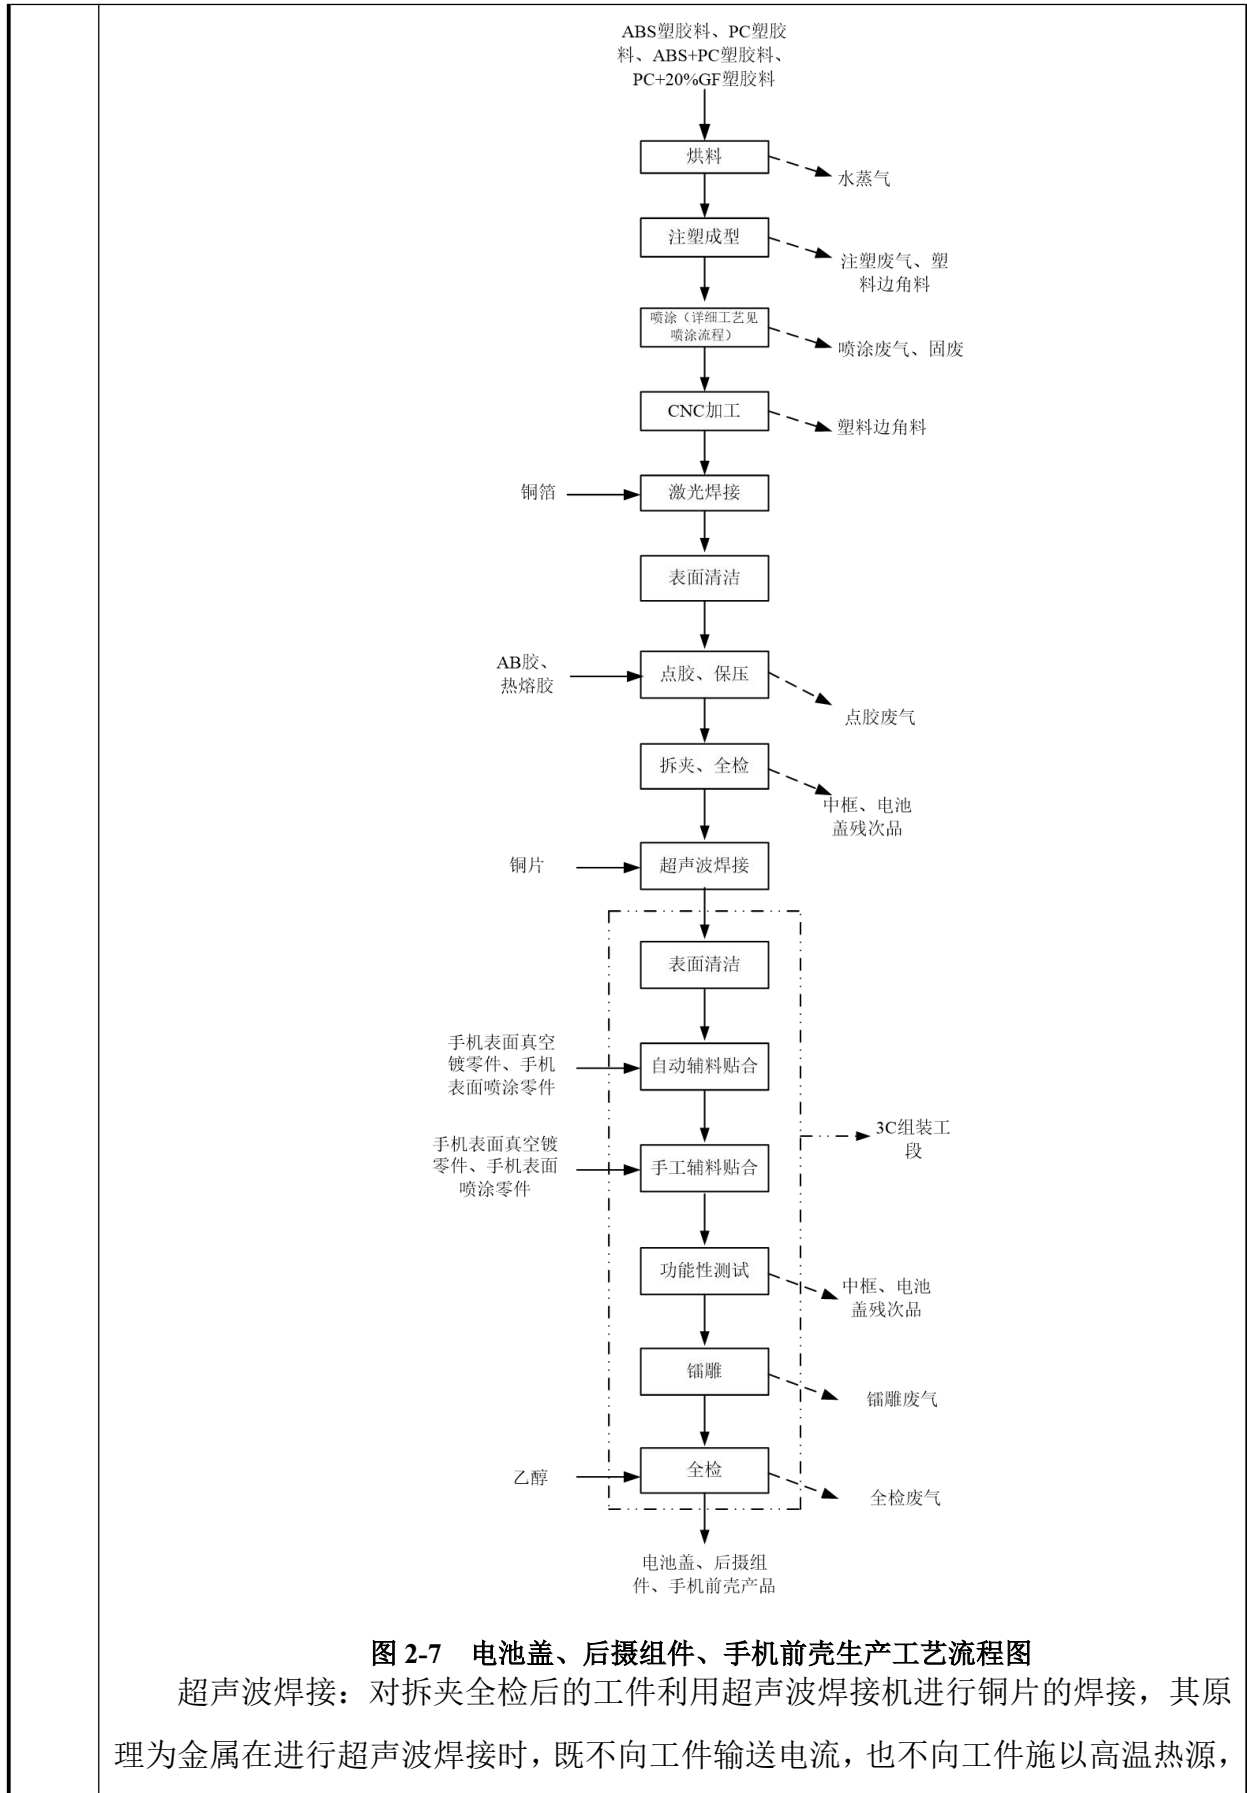 ABS塑胶料、PC塑胶
料、ABS+PC塑胶料、
PC+20%GF塑胶料
烘料
水蒸气
注塑成型
注塑废气、塑
料边角料
喷涂（详细工艺见
喷涂流程）
喷涂废气、固废
CNC加工
塑料边角料
铜箔
激光焊接
表面清洁
AB胶、
热熔胶
点胶、保压
点胶废气
拆夹、全检
中框、电池
盖残次品
铜片
超声波焊接
表面清洁
手机表面真空
镀零件、手机
表面喷涂零件
自动辅料贴合
3C组装工
段
手机表面真空镀
零件、手机表面
喷涂零件
手工辅料贴合
功能性测试
中框、电池
盖残次品
镭雕
镭雕废气
乙醇
全检
全检废气
电池盖、后摄组
件、手机前壳产品
图 2-7 电池盖、后摄组件、手机前壳生产工艺流程图
超声波焊接：对拆夹全检后的工件利用超声波焊接机进行铜片的焊接，其原
理为金属在进行超声波焊接时，既不向工件输送电流，也不向工件施以高温热源，